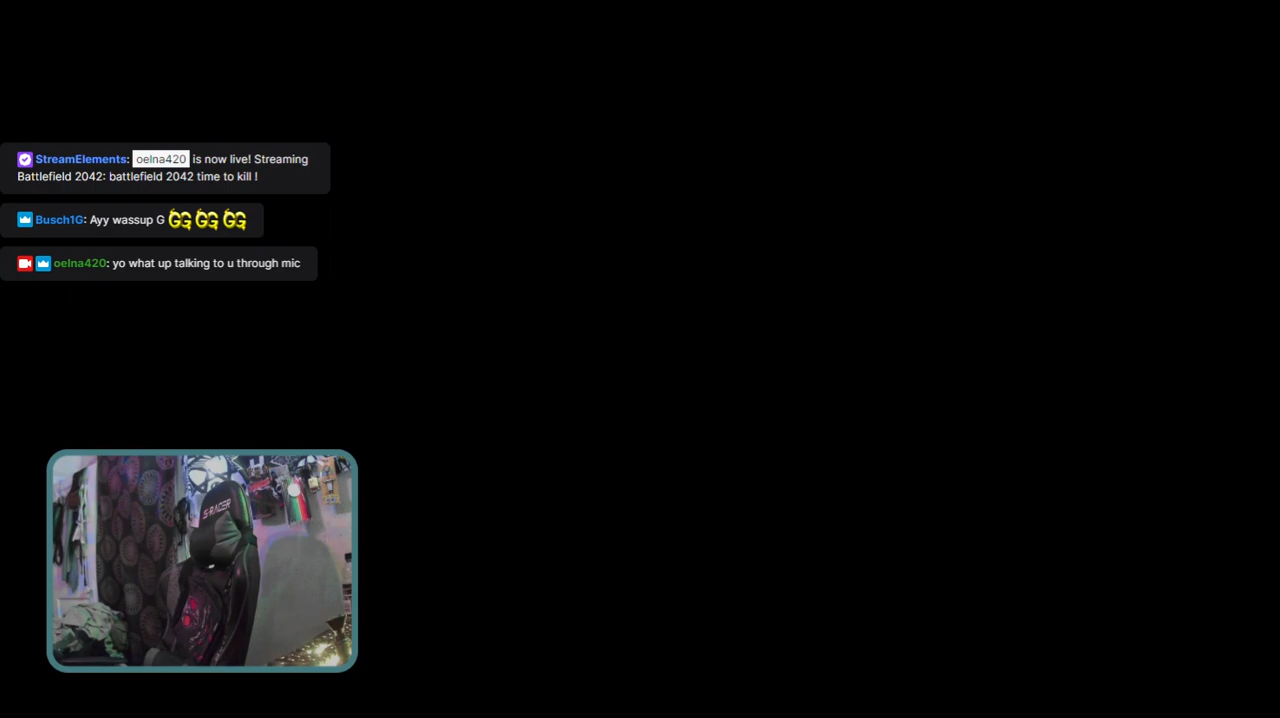 StreamElements: oelna420 is now live! Streaming
Battlefield 2042: battlefield 2042 time to kill !
Busch1G: Ayy wassup G GG GG GG
oelna420: yo what up talking to u through mic
S-RACER